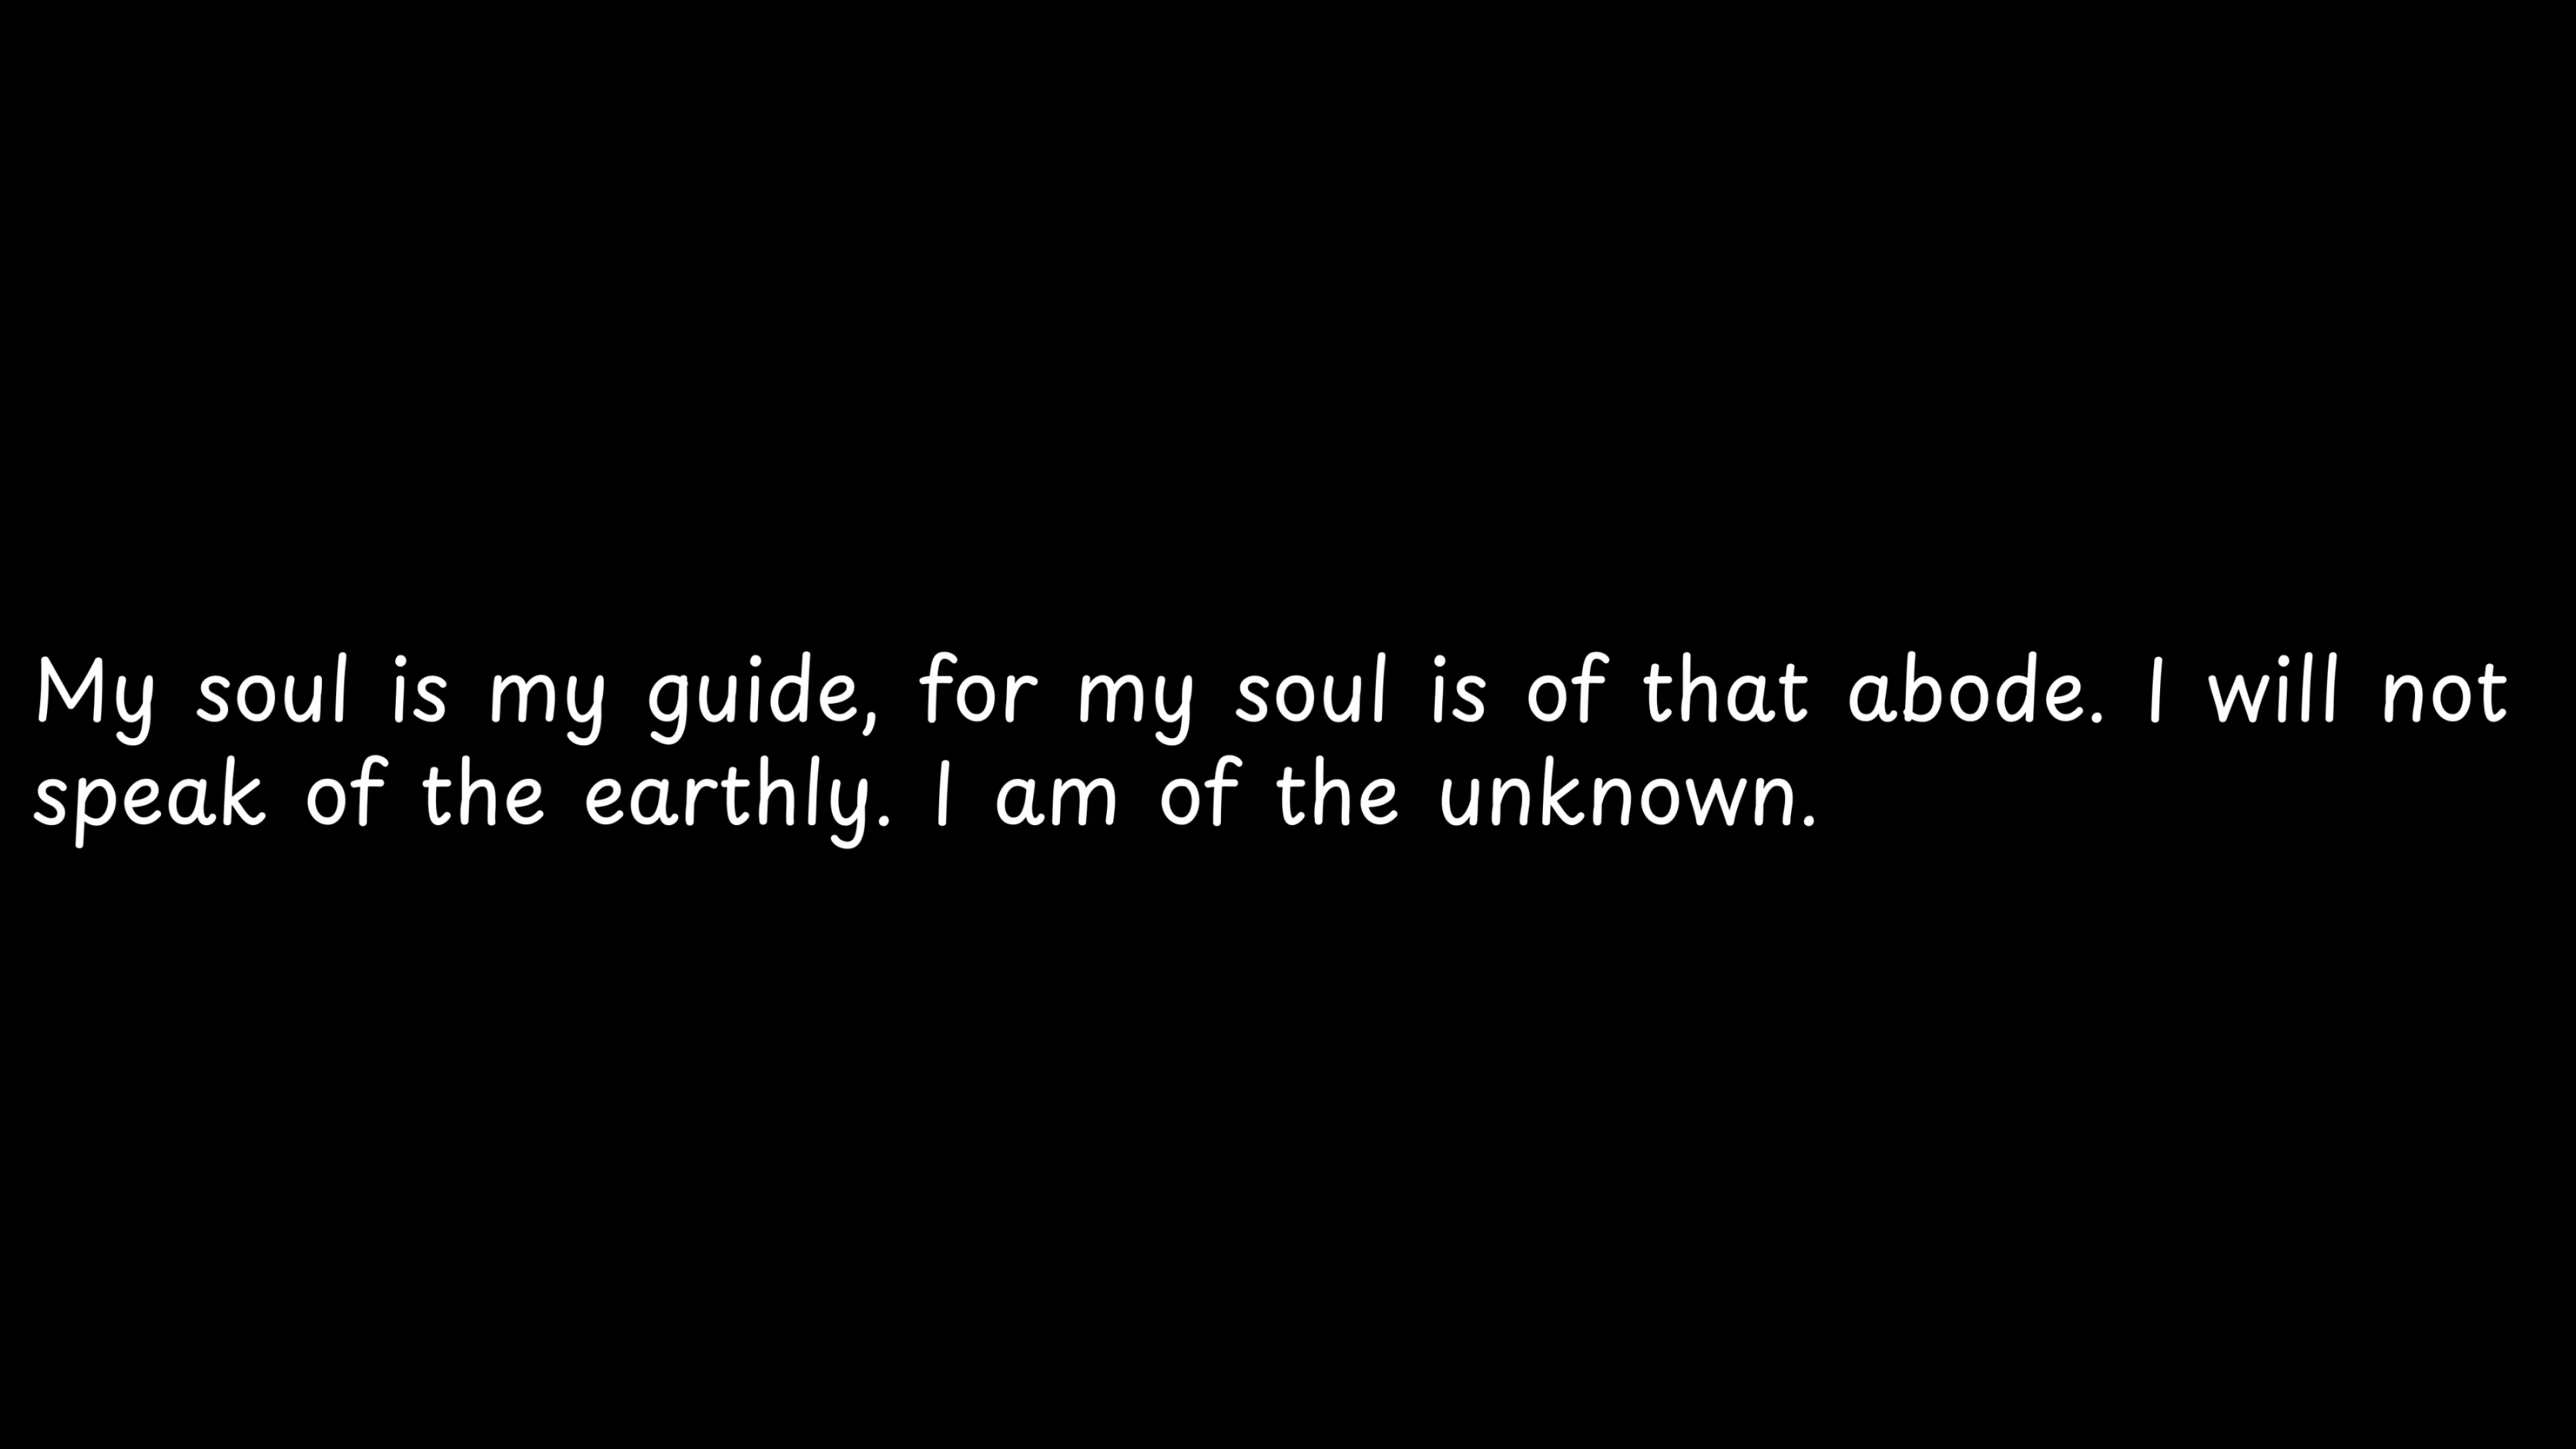 My soul is my guide, for my soul is of that abode. I will not
speak of the earthly. I am of the unknown.